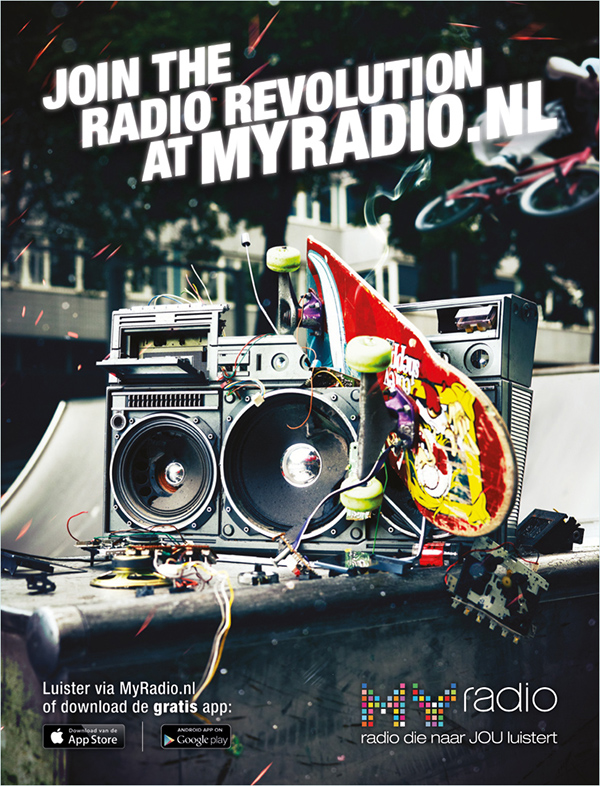 JOIN THE
RADIO REVOLUTION
AT MYRADIO.NL
Luister via MyRadio.nl
of download de gratis app:
Download van de
App Store
ANDROID APP ON
Google play
MY radio
radio die naar JOU luistert